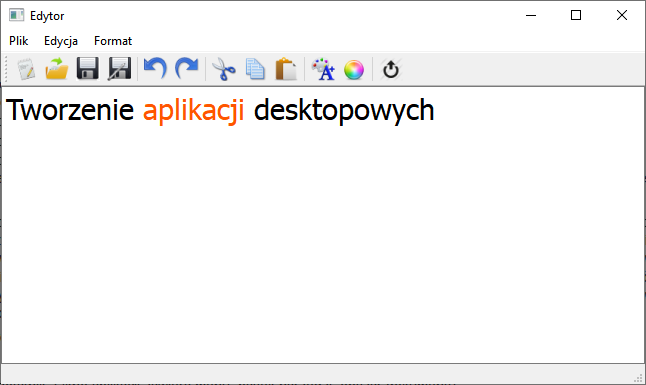 Edytor
Plik Edycja Format
Tworzenie aplikacji desktopowych